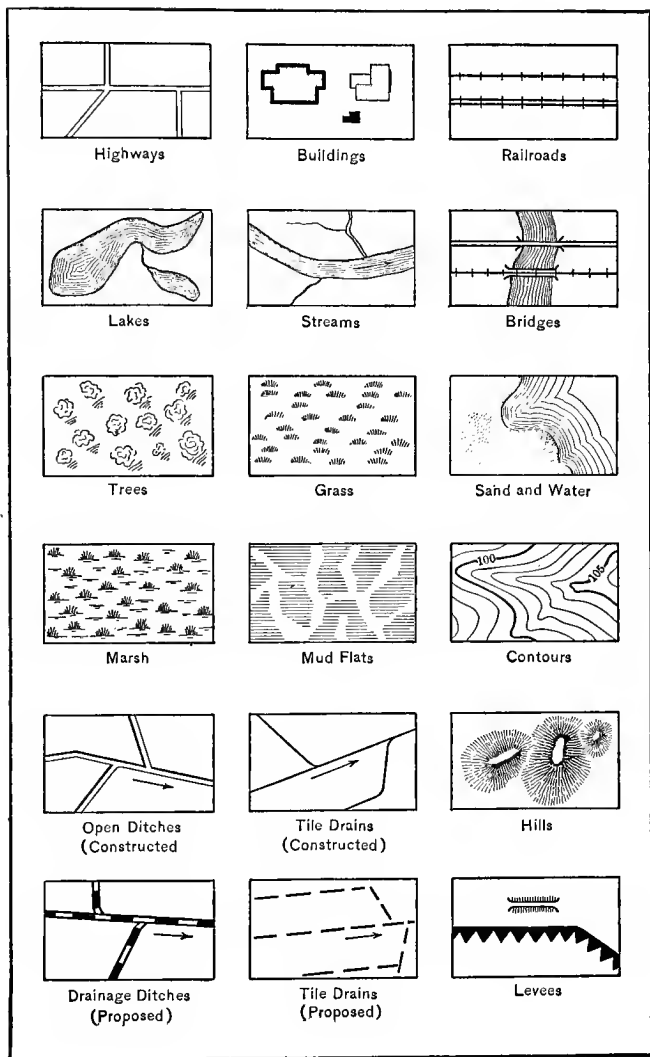 Highways
Buildings
Railroads
Lakes
Streams
Bridges
Trees
Grass
Sand and Water
Marsh
Mud Flats
100
105
Contours
Open Ditches
(Constructed
Tile Drains
(Constructed)
Hills
Drainage Ditches
(Proposed)
Tile Drains
(Proposed)
Levees